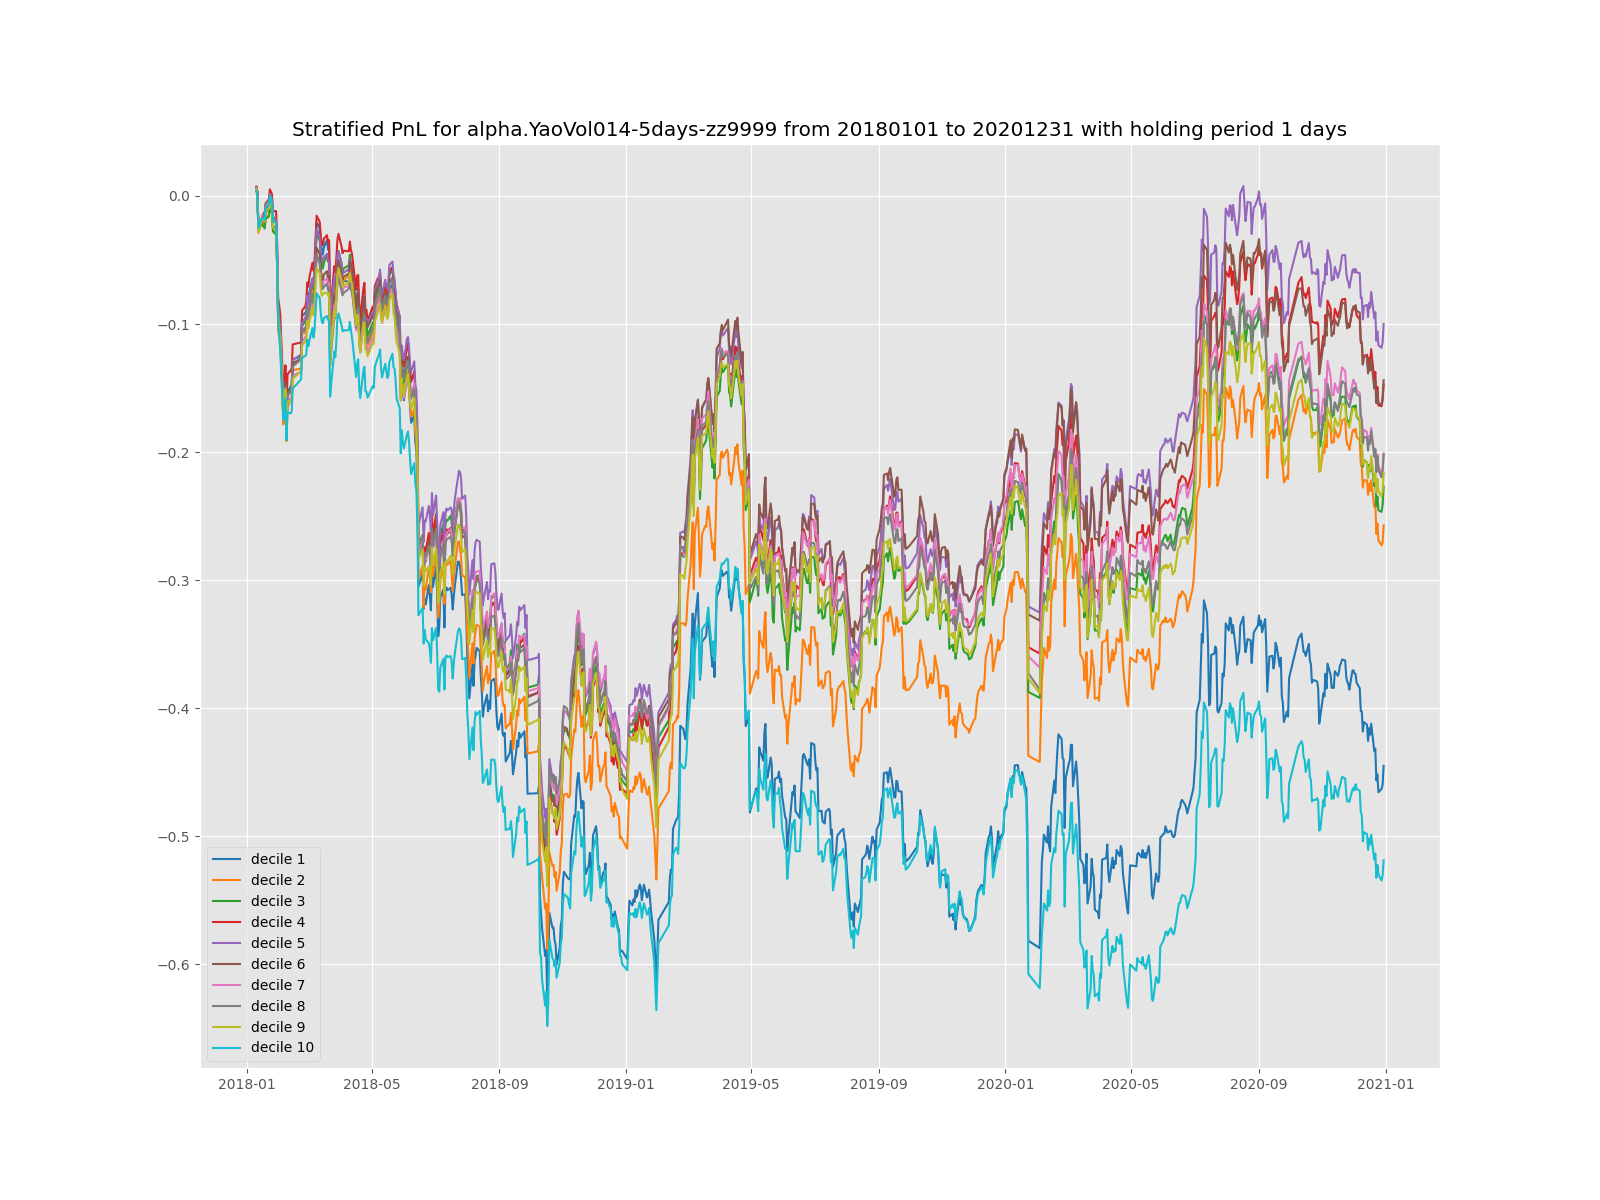 Stratified PnL for alpha.YaoVol014-5days-zz9999 from 20180101 to 20201231 with holding period 1 days
0.0
−0.1
−0.2
−0.3
−0.4
−0.5
−0.6
decile 1
decile 2
decile 3
decile 4
decile 5
decile 6
decile 7
decile 8
decile 9
decile 10
2018-01 2018-05 2018-09 2019-01 2019-05 2019-09 2020-01 2020-05 2020-09 2021-01